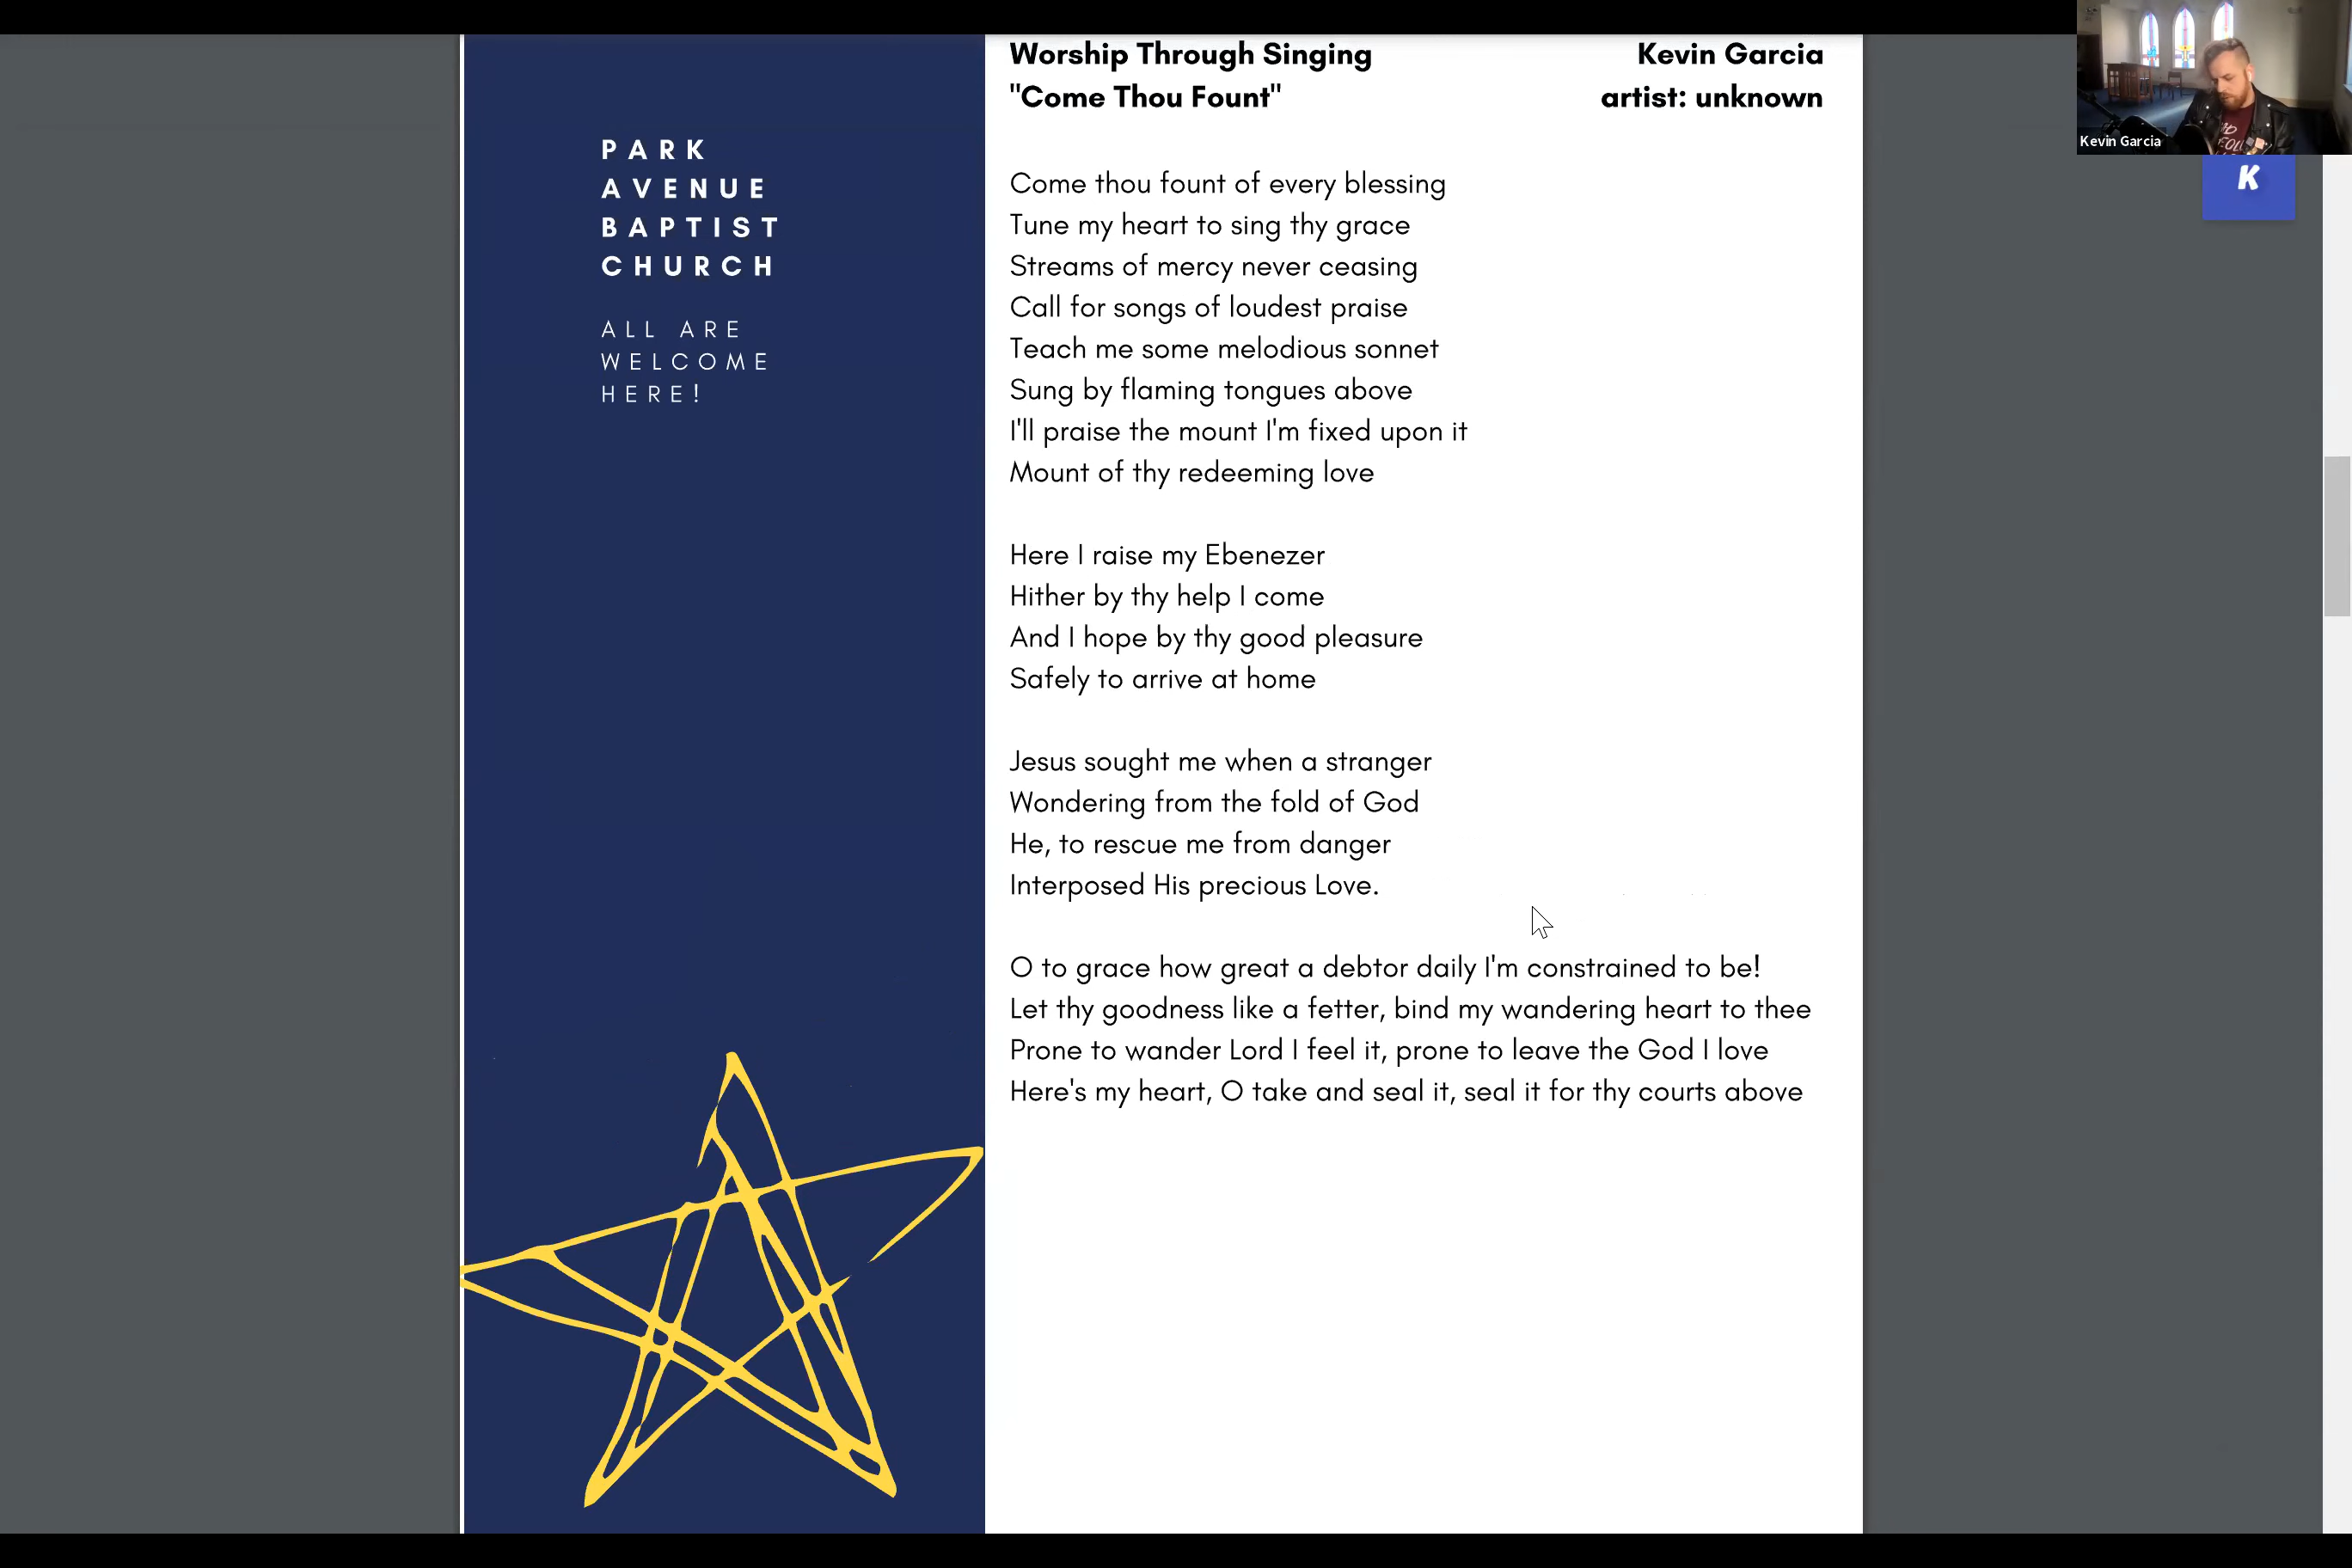 Worship Through Singing Kevin Garcia
"Come Thou Fount" artist: unknown
PARK
AVENUE
BAPTIST
CHURCH
ALL ARE
WELCOME
HERE!
Come thou fount of every blessing
Tune my heart to sing thy grace
Streams of mercy never ceasing
Call for songs of loudest praise
Teach me some melodious sonnet
Sung by flaming tongues above
I'll praise the mount I'm fixed upon it
Mount of thy redeeming love
Here I raise my Ebenezer
Hither by thy help I come
And I hope by thy good pleasure
Safely to arrive at home
Jesus sought me when a stranger
Wondering from the fold of God
He, to rescue me from danger
Interposed His precious Love.
O to grace how great a debtor daily I'm constrained to be!
Let thy goodness like a fetter, bind my wandering heart to thee
Prone to wander Lord I feel it, prone to leave the God I love
Here's my heart, O take and seal it, seal it for thy courts above
Kevin Garcia
K